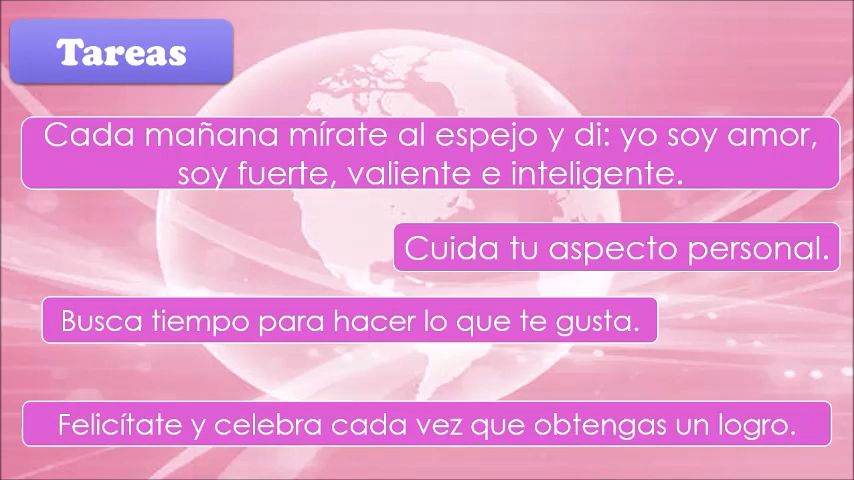 Tareas
Cada mañana mírate al espejo y di: yo soy amor,
soy fuerte, valiente e inteligente.
Cuida tu aspecto personal.
Busca tiempo para hacer lo que te gusta.
Felicítate y celebra cada vez que obtengas un logro.